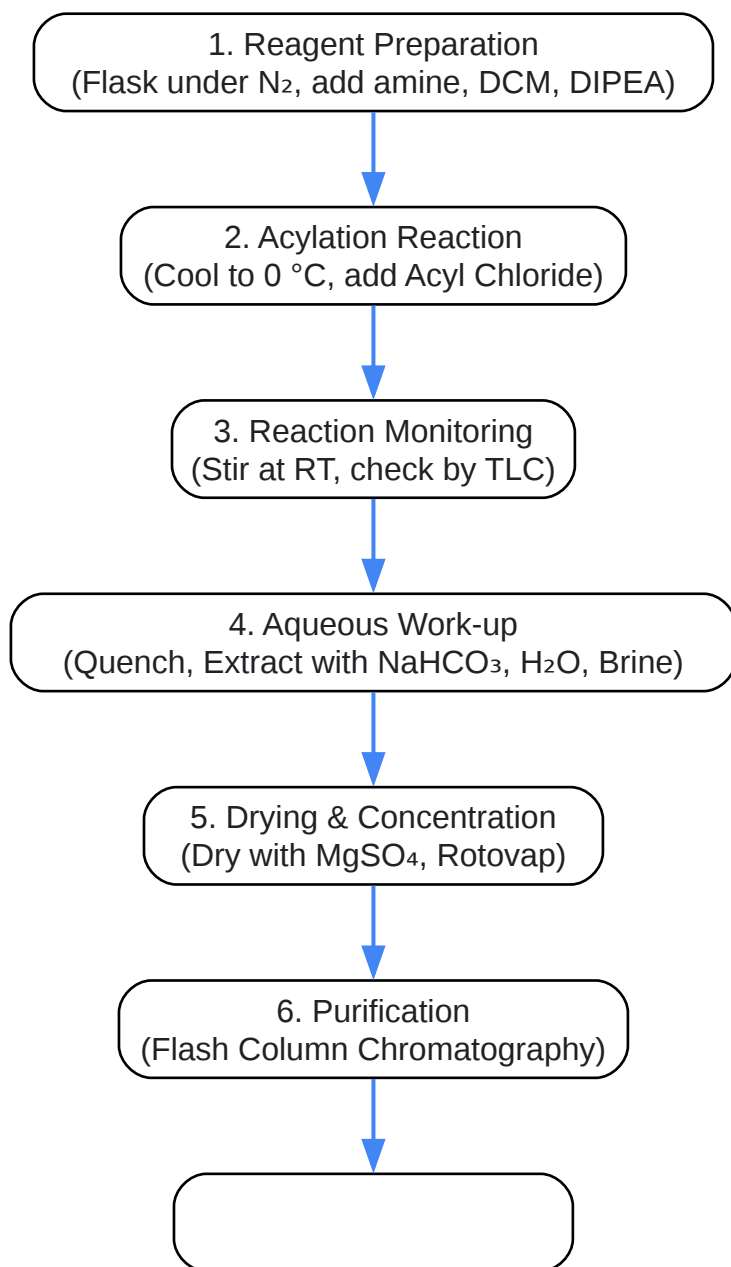 1. Reagent Preparation
(Flask under N₂, add amine, DCM, DIPEA)
2. Acylation Reaction
(Cool to 0 °C, add Acyl Chloride)
3. Reaction Monitoring
(Stir at RT, check by TLC)
4. Aqueous Work-up
(Quench, Extract with NaHCO₃, H₂O, Brine)
5. Drying & Concentration
(Dry with MgSO₄, Rotovap)
6. Purification
(Flash Column Chromatography)